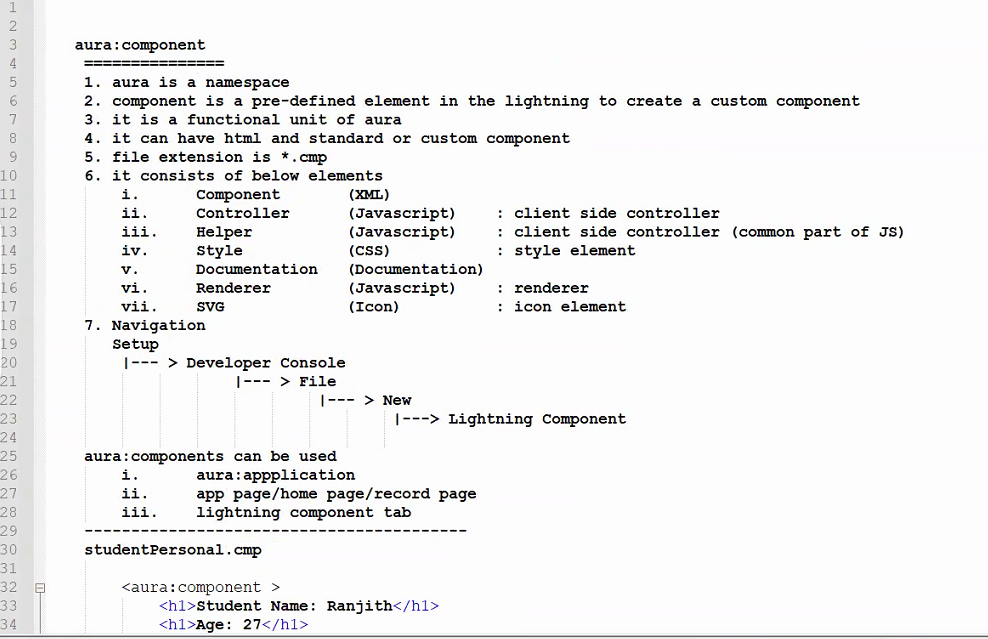 1
2
3 aura:component
4 ===============
5 1. aura is a namespace
6 2. component is a pre-defined element in the lightning to create a custom component
7 3. it is a functional unit of aura
8 4. it can have html and standard or custom component
9 5. file extension is *.cmp
10 6. it consists of below elements
11 i. Component (XML)
12 ii. Controller (Javascript) : client side controller
13 iii. Helper (Javascript) : client side controller (common part of JS)
14 iv. Style (CSS) : style element
15 v. Documentation (Documentation)
16 vi. Renderer (Javascript) : renderer
17 vii. SVG (Icon) : icon element
18 7. Navigation
19 Setup
20 |--- > Developer Console
21 |--- > File
22 |--- > New
23 |---> Lightning Component
24
25 aura:components can be used
26 i. aura:appplication
27 ii. app page/home page/record page
28 iii. lightning component tab
29 -----------------------------------------
30 studentPersonal.cmp
31
32 <aura:component >
33 <h1>Student Name: Ranjith</h1>
34 <h1>Age: 27</h1>